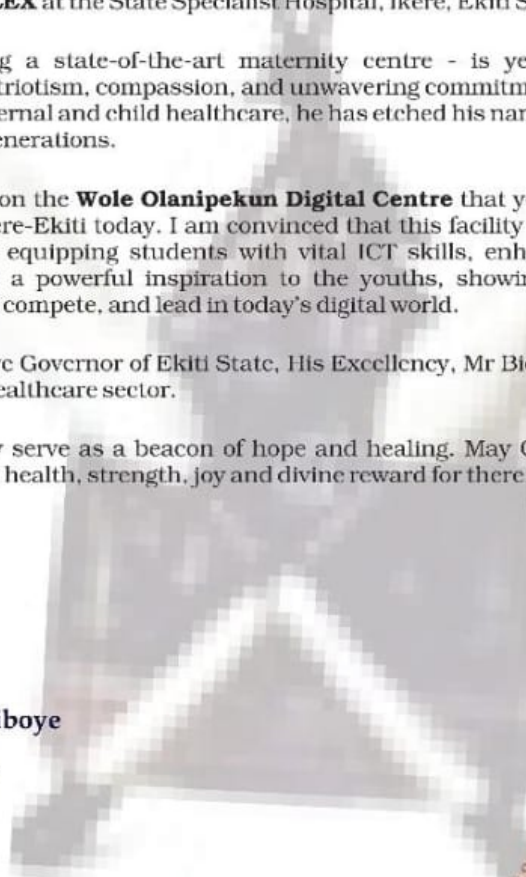 EX at the State Specialist Hospital, Ikere, Ekiti S
g a state-of-the-art maternity centre - is ye
triotism, compassion, and unwavering commitm
ernal and child healthcare, he has etched his nar
enerations.
on the Wole Olanipekun Digital Centre that y
ere-Ekiti today. I am convinced that this facility
equipping students with vital ICT skills, enh
a powerful inspiration to the youths, showin
compete, and lead in today's digital world.
e Governor of Ekiti State, His Excellency, Mr Bi
ealthcare sector.
y serve as a beacon of hope and healing. May G
health, strength, joy and divine reward for there
iboye